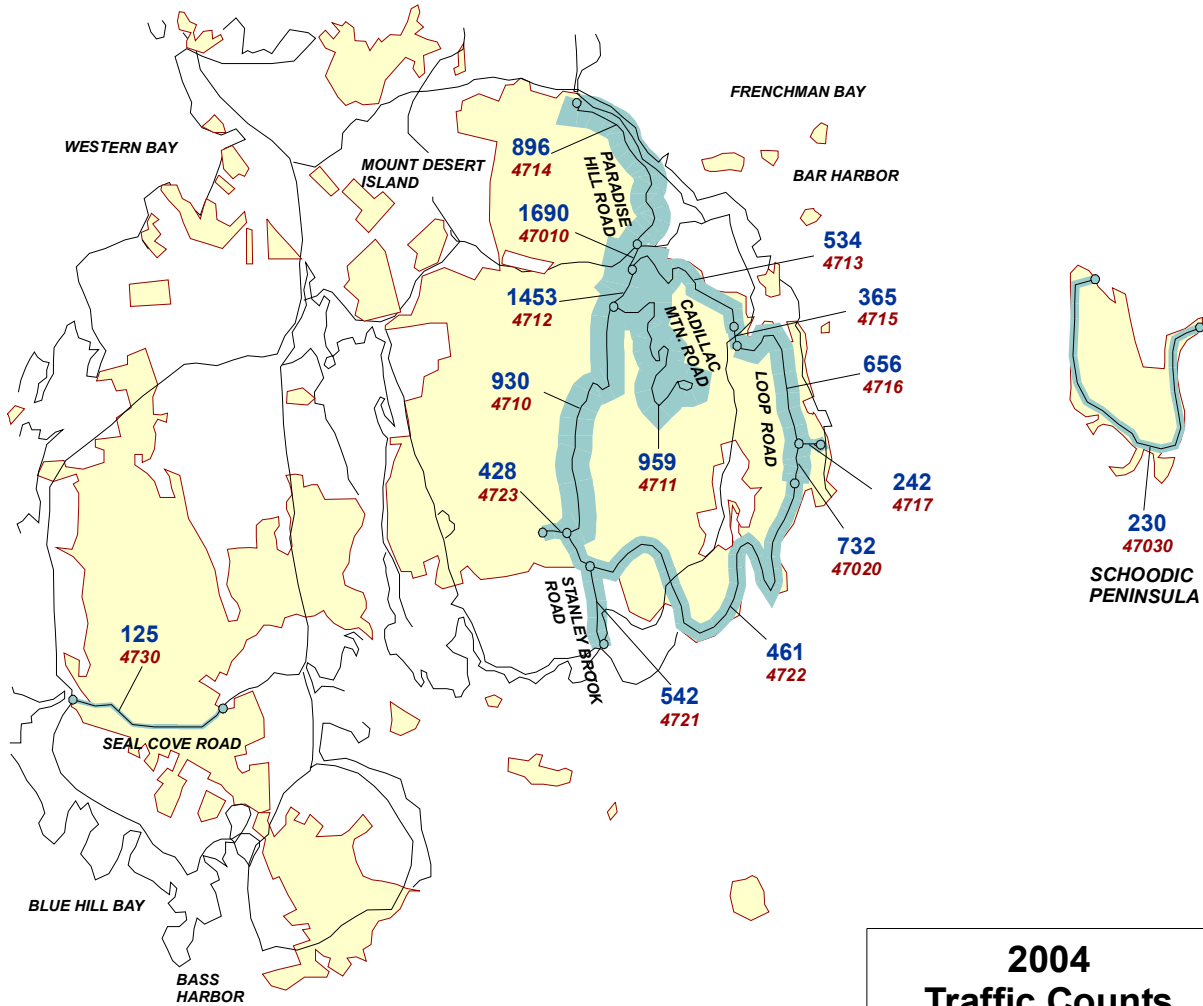 FRENCHMAN BAY
WESTERN BAY
896
4714
PARADISE
HILL ROAD
MOUNT DESERT
ISLAND
BAR HARBOR
1690
47010
534
4713
1453
4712
365
4715
CADILLAC
MTN. ROAD
656
4716
930
4710
LOOP ROAD
428
4723
959
4711
242
4717
230
47030
732
47020
SCHOODIC
PENINSULA
STANLEY BROOK
ROAD
125
4730
461
4722
542
4721
SEAL COVE ROAD
BLUE HILL BAY
BASS
HARBOR
2004
Traffic Counts